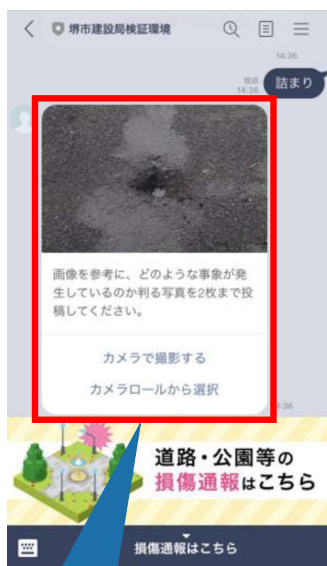 堺市建設局検証環境
14:36
既読
14:36
詰まり
画像を参考に、どのような事象が発
生しているのか判る写真を2枚まで投
稿してください。
カメラで撮影する
カメラロールから選択
14:36
道路・公園等の
損傷通報はこちら
損傷通報はこちら